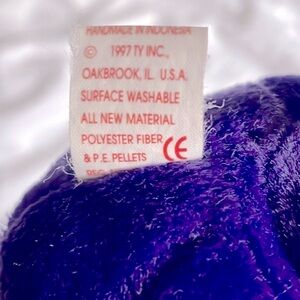 HANDMADE IN INDONESIA
© 1997 TY INC.,
OAKBROOK, IL. U.S.A.
SURFACE WASHABLE
ALL NEW MATERIAL
POLYESTER FIBER
& P.E. PELLETS CE